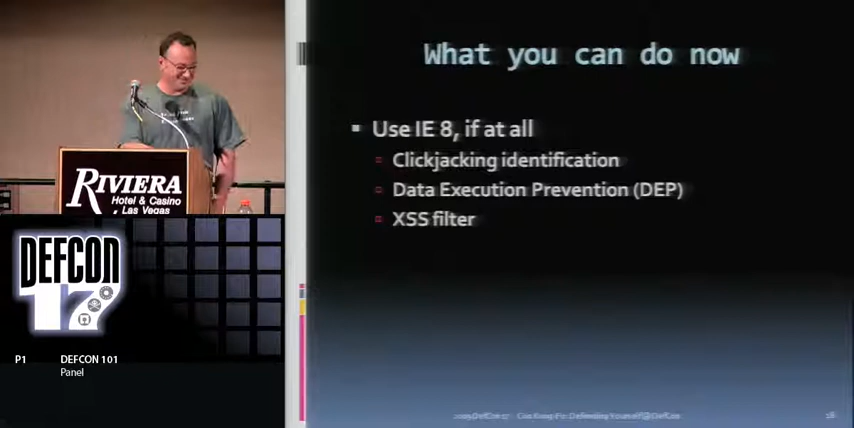 What you can do now
Use IE 8, if at all
Clickjacking identification
Data Execution Prevention (DEP)
XSS filter
RIVIERA
Hotel & Casino
Las Vegas
DEFCON
17
P1 DEFCON 101
Panel